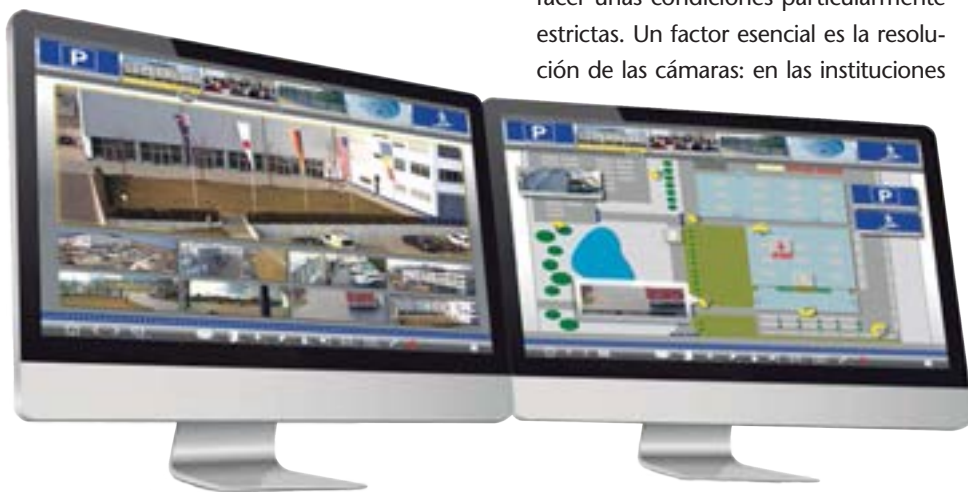 facer unas condiciones particularmente
estrictas. Un factor esencial es la resolu-
ción de las cámaras: en las instituciones
P
P
P